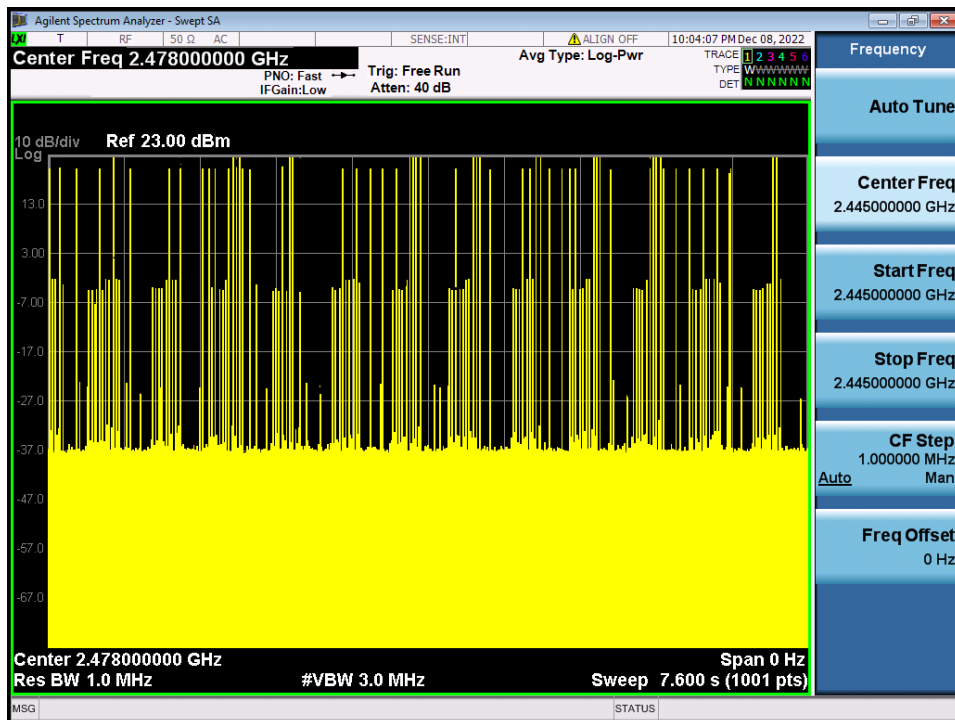 Agilent Spectrum Analyzer - Swept SA
LXI T RF 50 Ω AC SENSE:INT ALIGN OFF 10:04:07 PM Dec 08, 2022
Center Freq 2.478000000 GHz
PNO: Fast
IFGain:Low
Trig: Free Run
Atten: 40 dB
Avg Type: Log-Pwr
TRACE 1 2 3 4 5 6
TYPE WWWWWWW
DET N N N N N N
10 dB/div Ref 23.00 dBm
Log
13.0
3.00
-7.00
-17.0
-27.0
-37.0
-47.0
-57.0
-67.0
Center 2.478000000 GHz Span 0 Hz
Res BW 1.0 MHz #VBW 3.0 MHz Sweep 7.600 s (1001 pts)
MSG STATUS
Frequency
Auto Tune
Center Freq
2.445000000 GHz
Start Freq
2.445000000 GHz
Stop Freq
2.445000000 GHz
CF Step
1.000000 MHz
Auto Man
Freq Offset
0 Hz